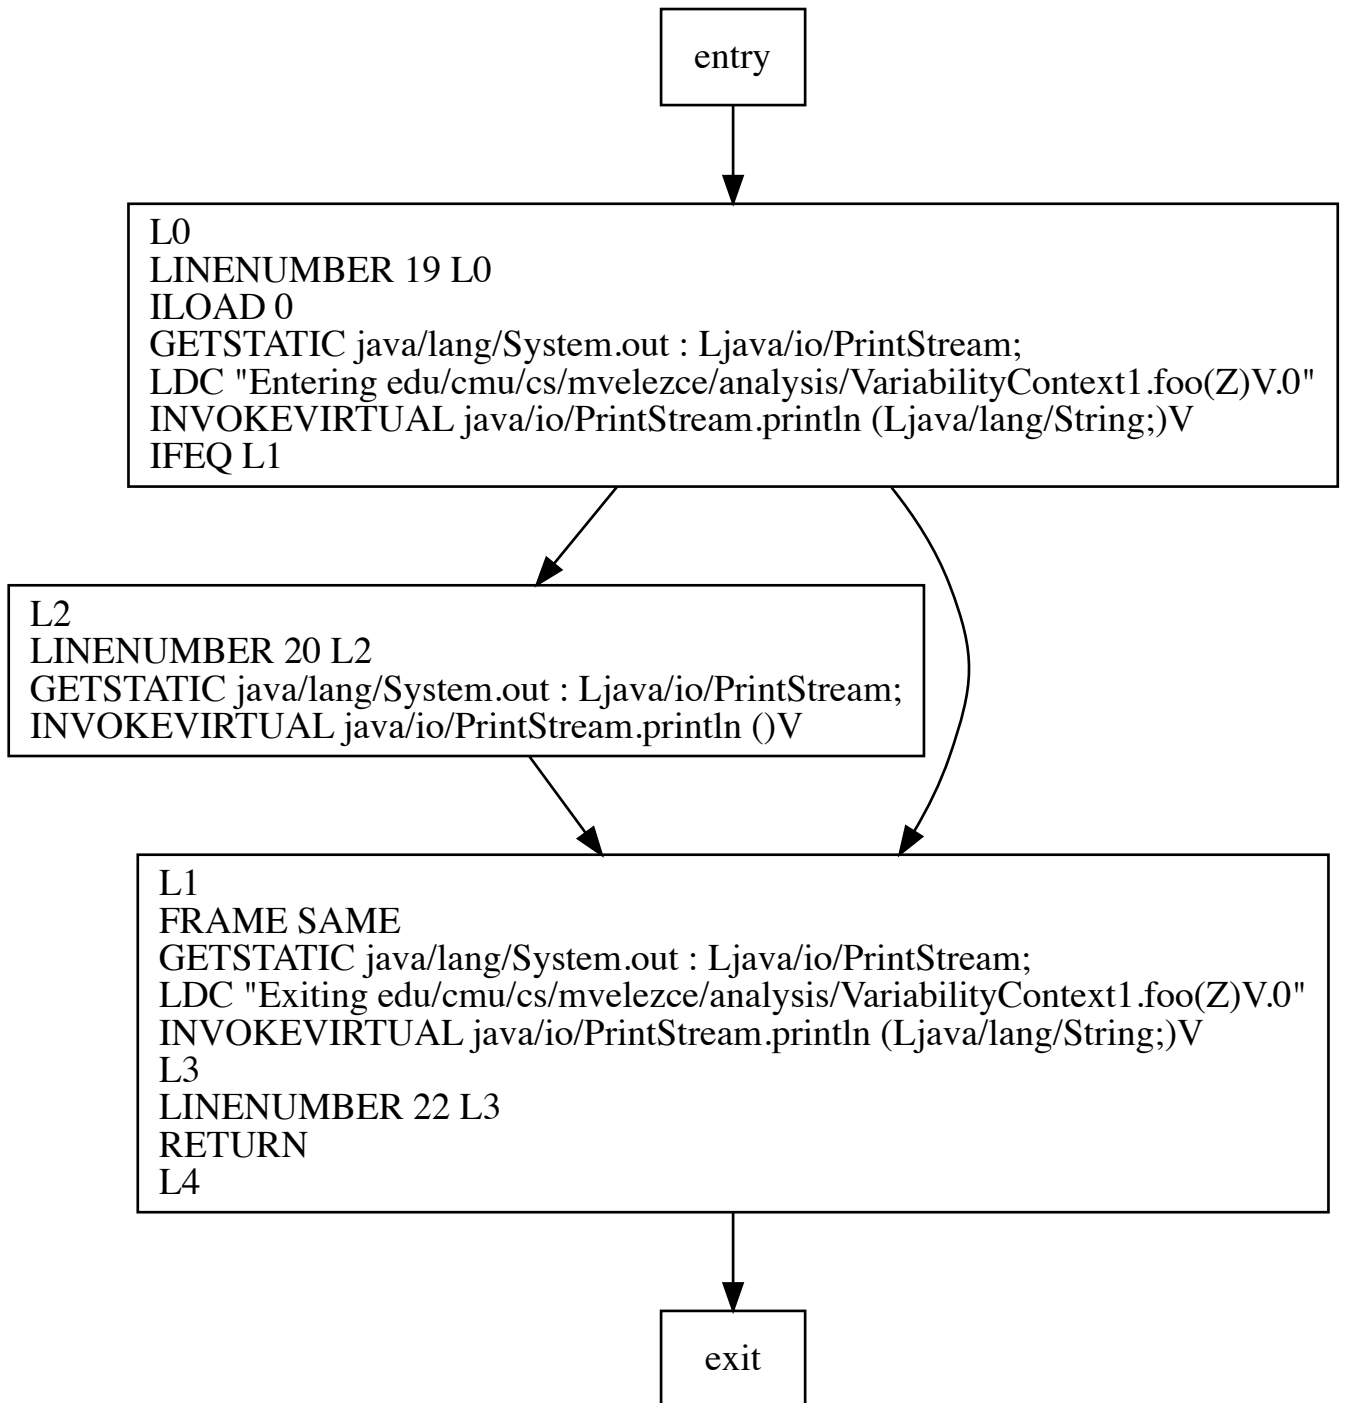 entry
L0
LINENUMBER 19 L0
ILOAD 0
GETSTATIC java/lang/System.out : Ljava/io/PrintStream;
LDC "Entering edu/cmu/cs/mvelezce/analysis/VariabilityContext1.foo(Z)V.0"
INVOKEVIRTUAL java/io/PrintStream.println (Ljava/lang/String;)V
IFEQ L1
L2
LINENUMBER 20 L2
GETSTATIC java/lang/System.out : Ljava/io/PrintStream;
INVOKEVIRTUAL java/io/PrintStream.println ()V
L1
FRAME SAME
GETSTATIC java/lang/System.out : Ljava/io/PrintStream;
LDC "Exiting edu/cmu/cs/mvelezce/analysis/VariabilityContext1.foo(Z)V.0"
INVOKEVIRTUAL java/io/PrintStream.println (Ljava/lang/String;)V
L3
LINENUMBER 22 L3
RETURN
L4
exit